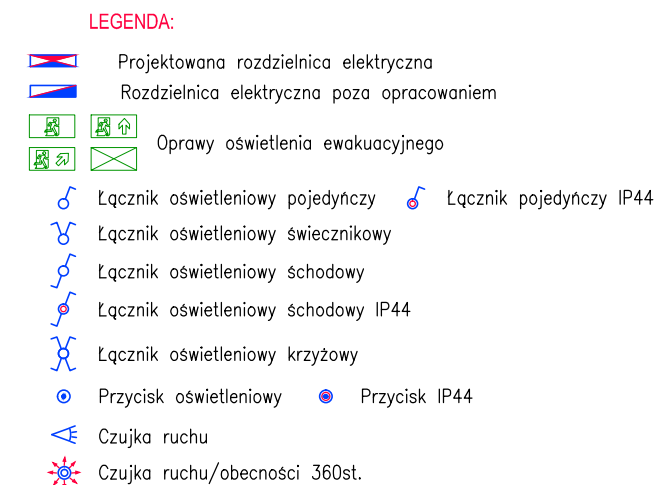 LEGENDA:
Projektowana rozdzielnica elektryczna
Rozdzielnica elektryczna poza opracowaniem
Oprawy oświetlenia ewakuacyjnego
Łącznik oświetleniowy pojedyńczy Łącznik pojedyńczy IP44
Łącznik oświetleniowy świecznikowy
Łącznik oświetleniowy śchodowy
Łącznik oświetleniowy śchodowy IP44
Łącznik oświetleniowy krzyżowy
Przycisk oświetleniowy Przycisk IP44
Czujka ruchu
Czujka ruchu/obecności 360st.